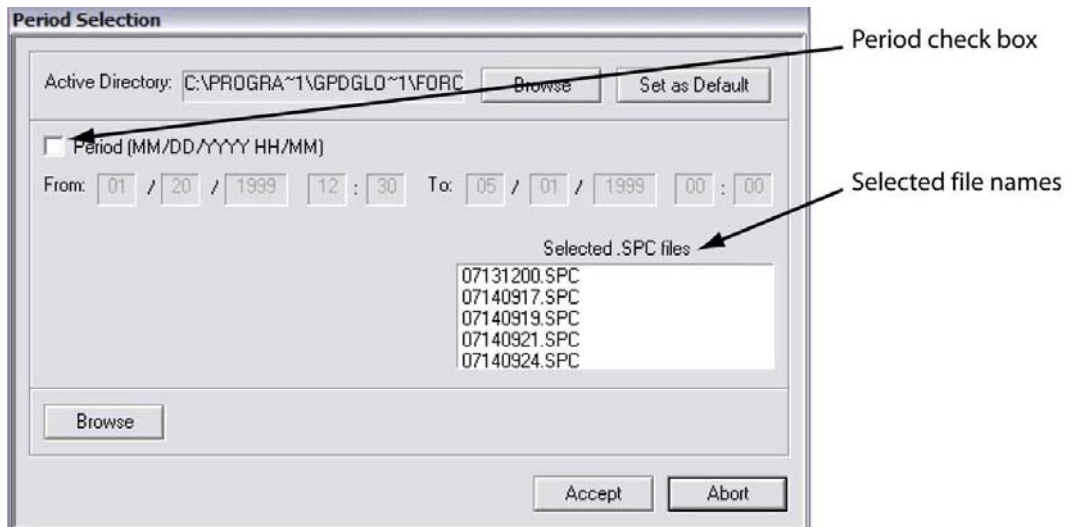 Period Selection
Period check box
Active Directory: C:\PROGRA~1\GPDGLO~1\FORC Browse Set as Default
Period (MM/DD/YYYY HH/MM)
From: 01 / 20 / 1999 12 : 30 To: 05 / 01 / 1999 00 : 00
Selected file names
Selected .SPC files
07131200.SPC
07140917.SPC
07140919.SPC
07140921.SPC
07140924.SPC
Browse
Accept Abort